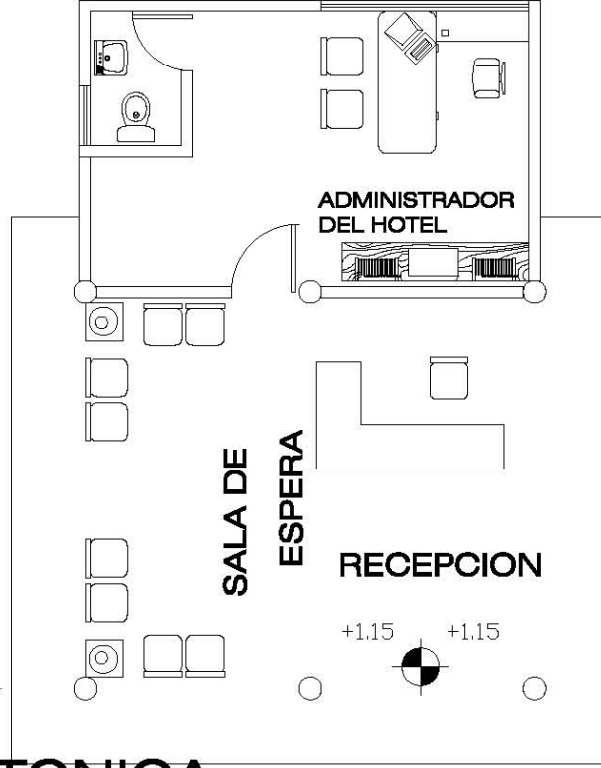 ADMINISTRADOR
DEL HOTEL
SALA DE
ESPERA
RECEPCION
+1.15 +1.15